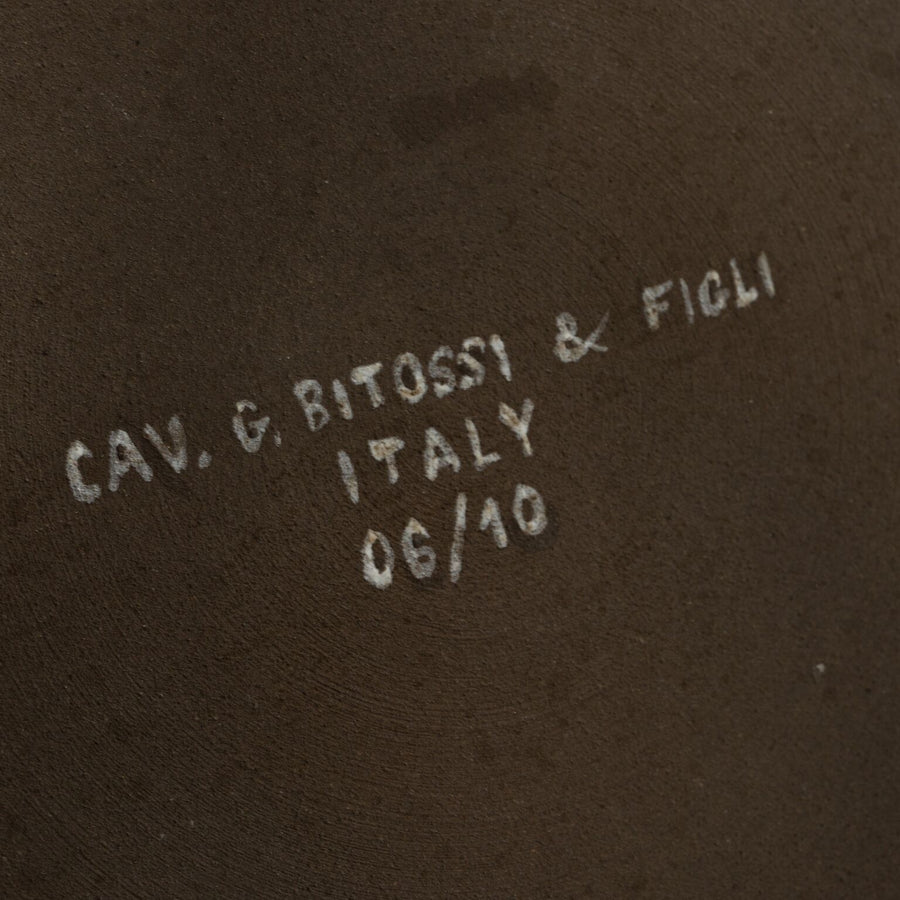 CAV. G. BITOSSI & FIGLI
ITALY
06/10